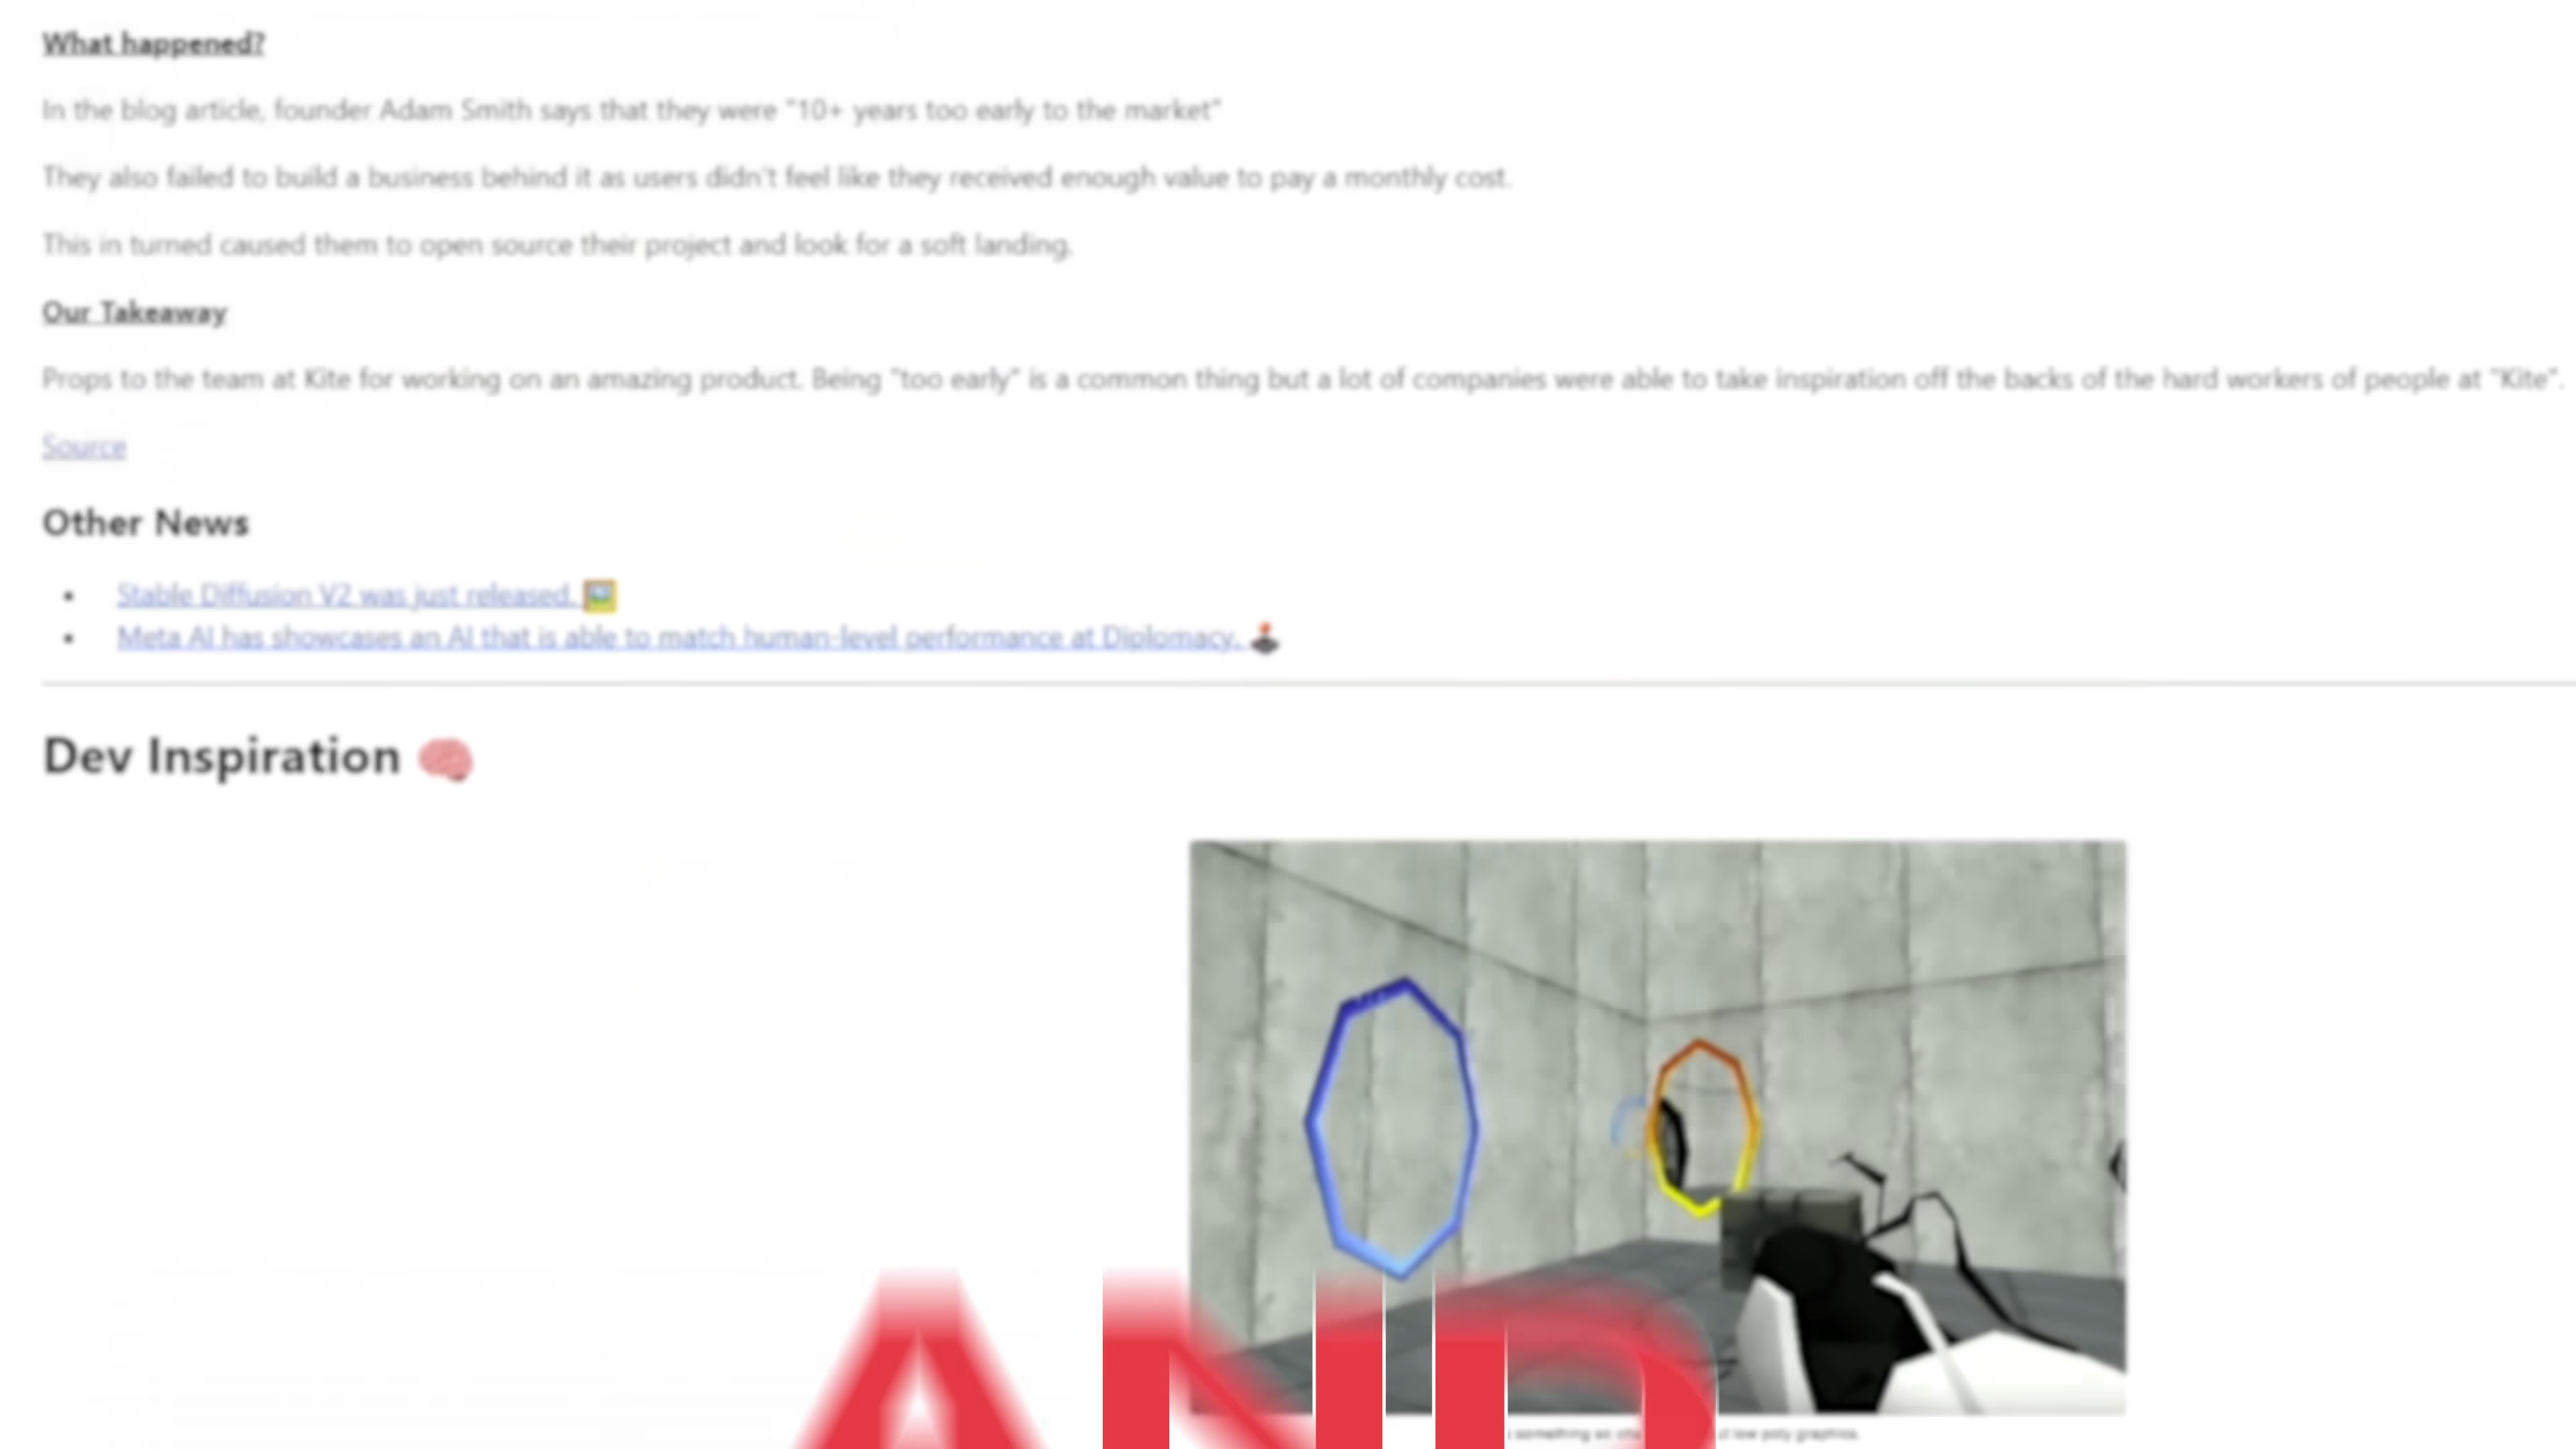 What happened?
In the blog article, founder Adam Smith says that they were "10+ years too early to the market"
They also failed to build a business behind it as users didn't feel like they received enough value to pay a monthly cost.
This in turned caused them to open source their project and look for a soft landing.
Our Takeaway
Props to the team at Kite for working on an amazing product. Being "too early" is a common thing but a lot of companies were able to take inspiration off the backs of the hard workers of people at "Kite".
Source
Other News
• Stable Diffusion V2 was just released. 🖼️
• Meta AI has showcases an AI that is able to match human-level performance at Diplomacy. 🕹️
Dev Inspiration 🧠
AND
something so low poly graphics.